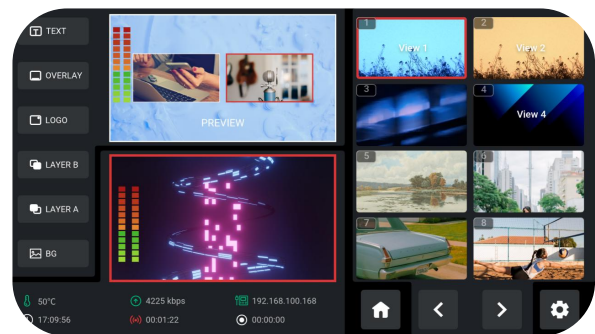 TEXT
OVERLAY
LOGO
LAYER B
LAYER A
BG
PREVIEW
1
View 1
2
View 2
3
4
View 4
5
6
7
8
50°C
4225 kbps
192.168.100.168
17:09:56
00:01:22
00:00:00